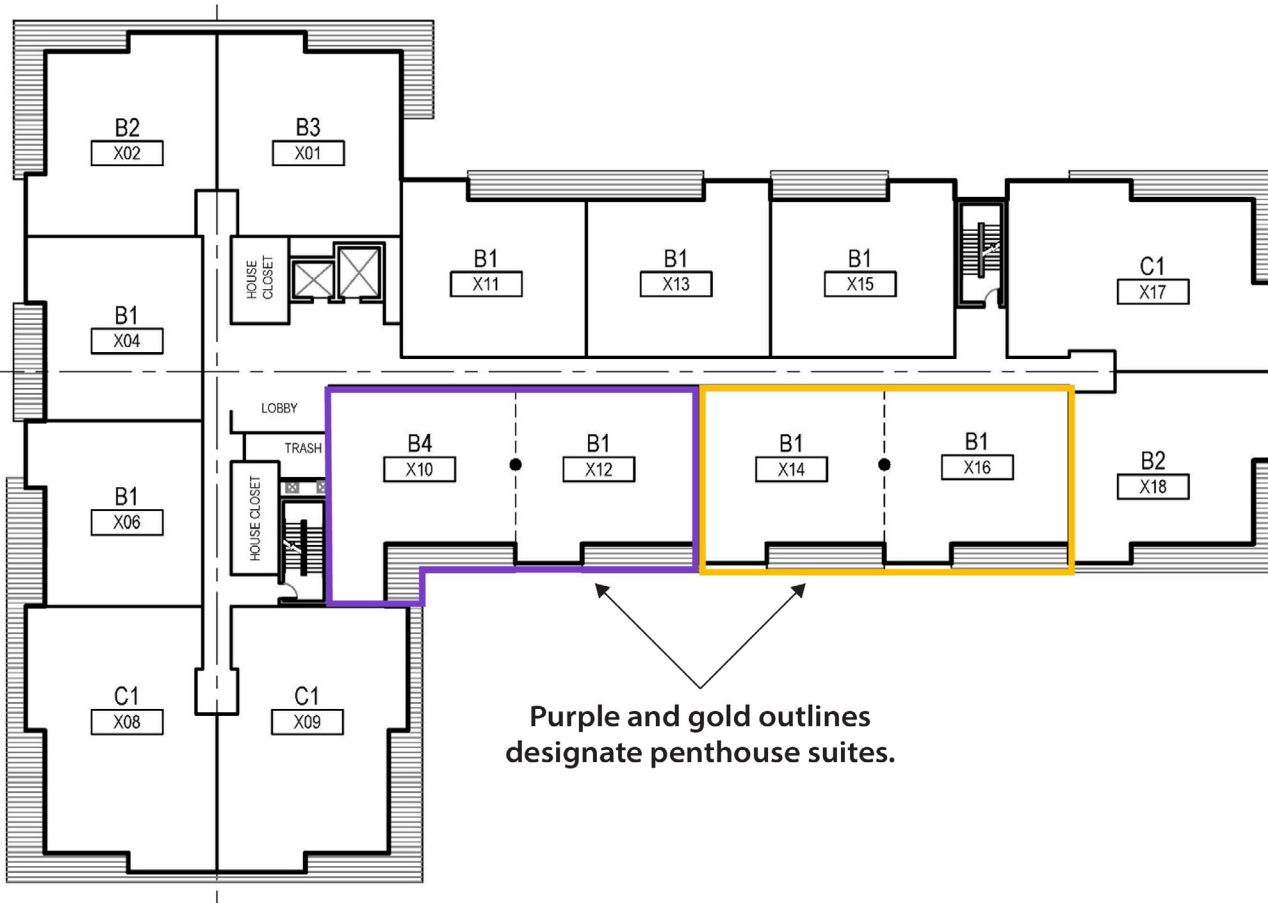 B2
X02
B3
X01
B1
X04
HOUSE
CLOSET
B1
X11
B1
X13
B1
X15
C1
X17
LOBBY
TRASH
HOUSE CLOSET
B1
X06
B4
X10
B1
X12
B1
X14
B1
X16
B2
X18
C1
X08
C1
X09
Purple and gold outlines
designate penthouse suites.